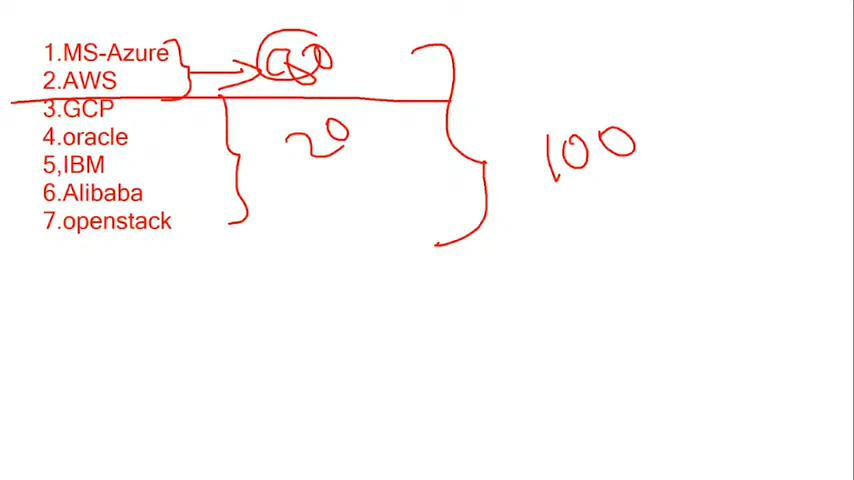 1.MS-Azure
2.AWS
3.GCP
4.oracle
5,IBM
6.Alibaba
7.openstack
20
100